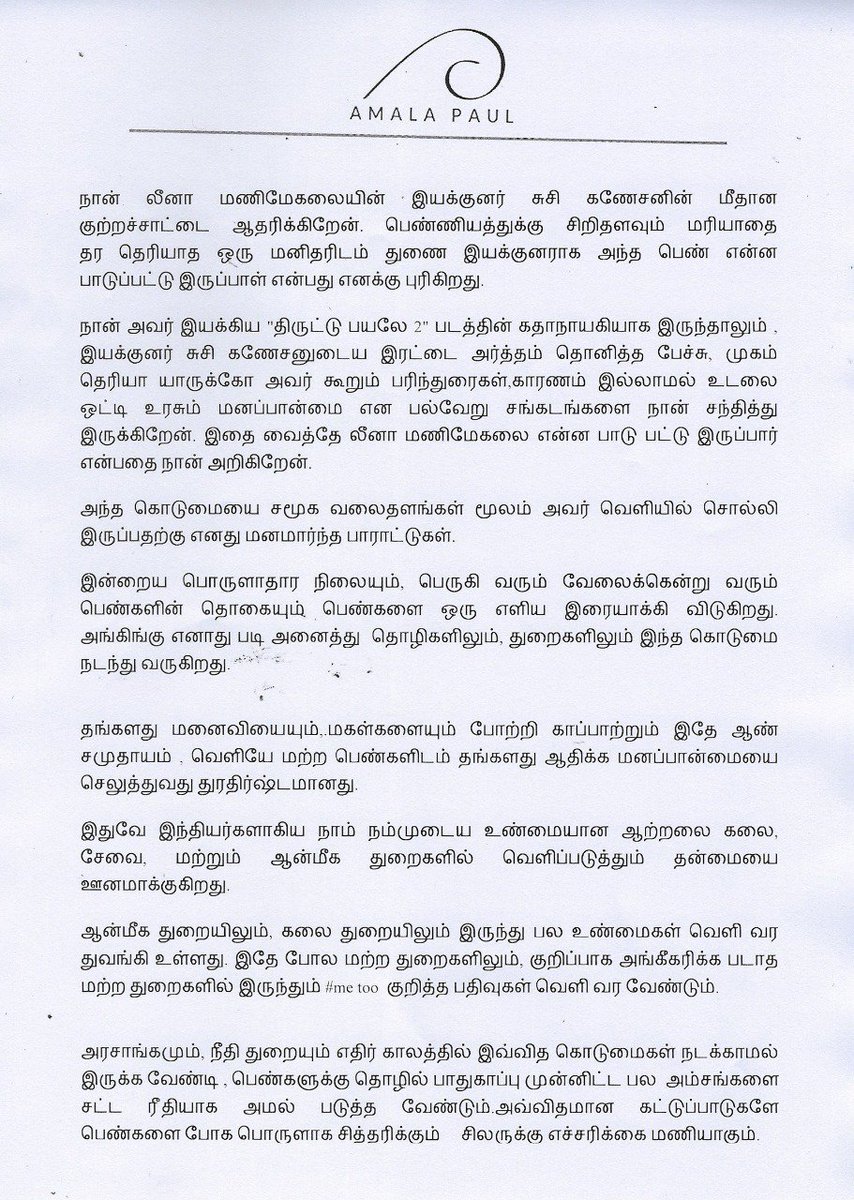 AMALA PAUL
நான் லீனா மணிமேகலையின் இயக்குனர் சுசி கணேசனின் மீதான
குற்றச்சாட்டை ஆதரிக்கிறேன். பெண்ணியத்துக்கு சிறிதளவும் மரியாதை
தர தெரியாத ஒரு மனிதரிடம் துணை இயக்குனராக அந்த பெண் என்ன
பாடுப்பட்டு இருப்பாள் என்பது எனக்கு புரிகிறது.
நான் அவர் இயக்கிய "திருட்டு பயலே 2" படத்தின் கதாநாயகியாக இருந்தாலும் ,
இயக்குனர் சுசி கணேசனுடைய இரட்டை அர்த்தம் தொனித்த பேச்சு, முகம்
தெரியா யாருக்கோ அவர் கூறும் பரிந்துரைகள்,காரணம் இல்லாமல் உடலை
ஒட்டி உரசும் மனப்பான்மை என பல்வேறு சங்கடங்களை நான் சந்தித்து
இருக்கிறேன். இதை வைத்தே லீனா மணிமேகலை என்ன பாடு பட்டு இருப்பார்
என்பதை நான் அறிகிறேன்.
அந்த கொடுமையை சமூக வலைதளங்கள் மூலம் அவர் வெளியில் சொல்லி
இருப்பதற்கு எனது மனமார்ந்த பாராட்டுகள்.
இன்றைய பொருளாதார நிலையும், பெருகி வரும் வேலைக்கென்று வரும்
பெண்களின் தொகையும், பெண்களை ஒரு எளிய இரையாக்கி விடுகிறது.
அங்கிங்கு எனாது படி அனைத்து தொழிகளிலும், துறைகளிலும் இந்த கொடுமை
நடந்து வருகிறது.
தங்களது மனைவியையும்,.மகள்களையும் போற்றி காப்பாற்றும் இதே ஆண்
சமுதாயம் , வெளியே மற்ற பெண்களிடம் தங்களது ஆதிக்க மனப்பான்மையை
செலுத்துவது துரதிர்ஷ்டமானது.
இதுவே இந்தியர்களாகிய நாம் நம்முடைய உண்மையான ஆற்றலை கலை,
சேவை, மற்றும் ஆன்மீக துறைகளில் வெளிப்படுத்தும் தன்மையை
ஊனமாக்குகிறது.
ஆன்மீக துறையிலும், கலை துறையிலும் இருந்து பல உண்மைகள் வெளி வர
துவங்கி உள்ளது. இதே போல மற்ற துறைகளிலும், குறிப்பாக அங்கீகரிக்க படாத
மற்ற துறைகளில் இருந்தும் #me too குறித்த பதிவுகள் வெளி வர வேண்டும்.
அரசாங்கமும், நீதி துறையும் எதிர் காலத்தில் இவ்வித கொடுமைகள் நடக்காமல்
இருக்க வேண்டி , பெண்களுக்கு தொழில் பாதுகாப்பு முன்னிட்ட பல அம்சங்களை
சட்ட ரீதியாக அமல் படுத்த வேண்டும்.அவ்விதமான கட்டுப்பாடுகளே
பெண்களை போக பொருளாக சித்தரிக்கும் சிலருக்கு எச்சரிக்கை மணியாகும்.